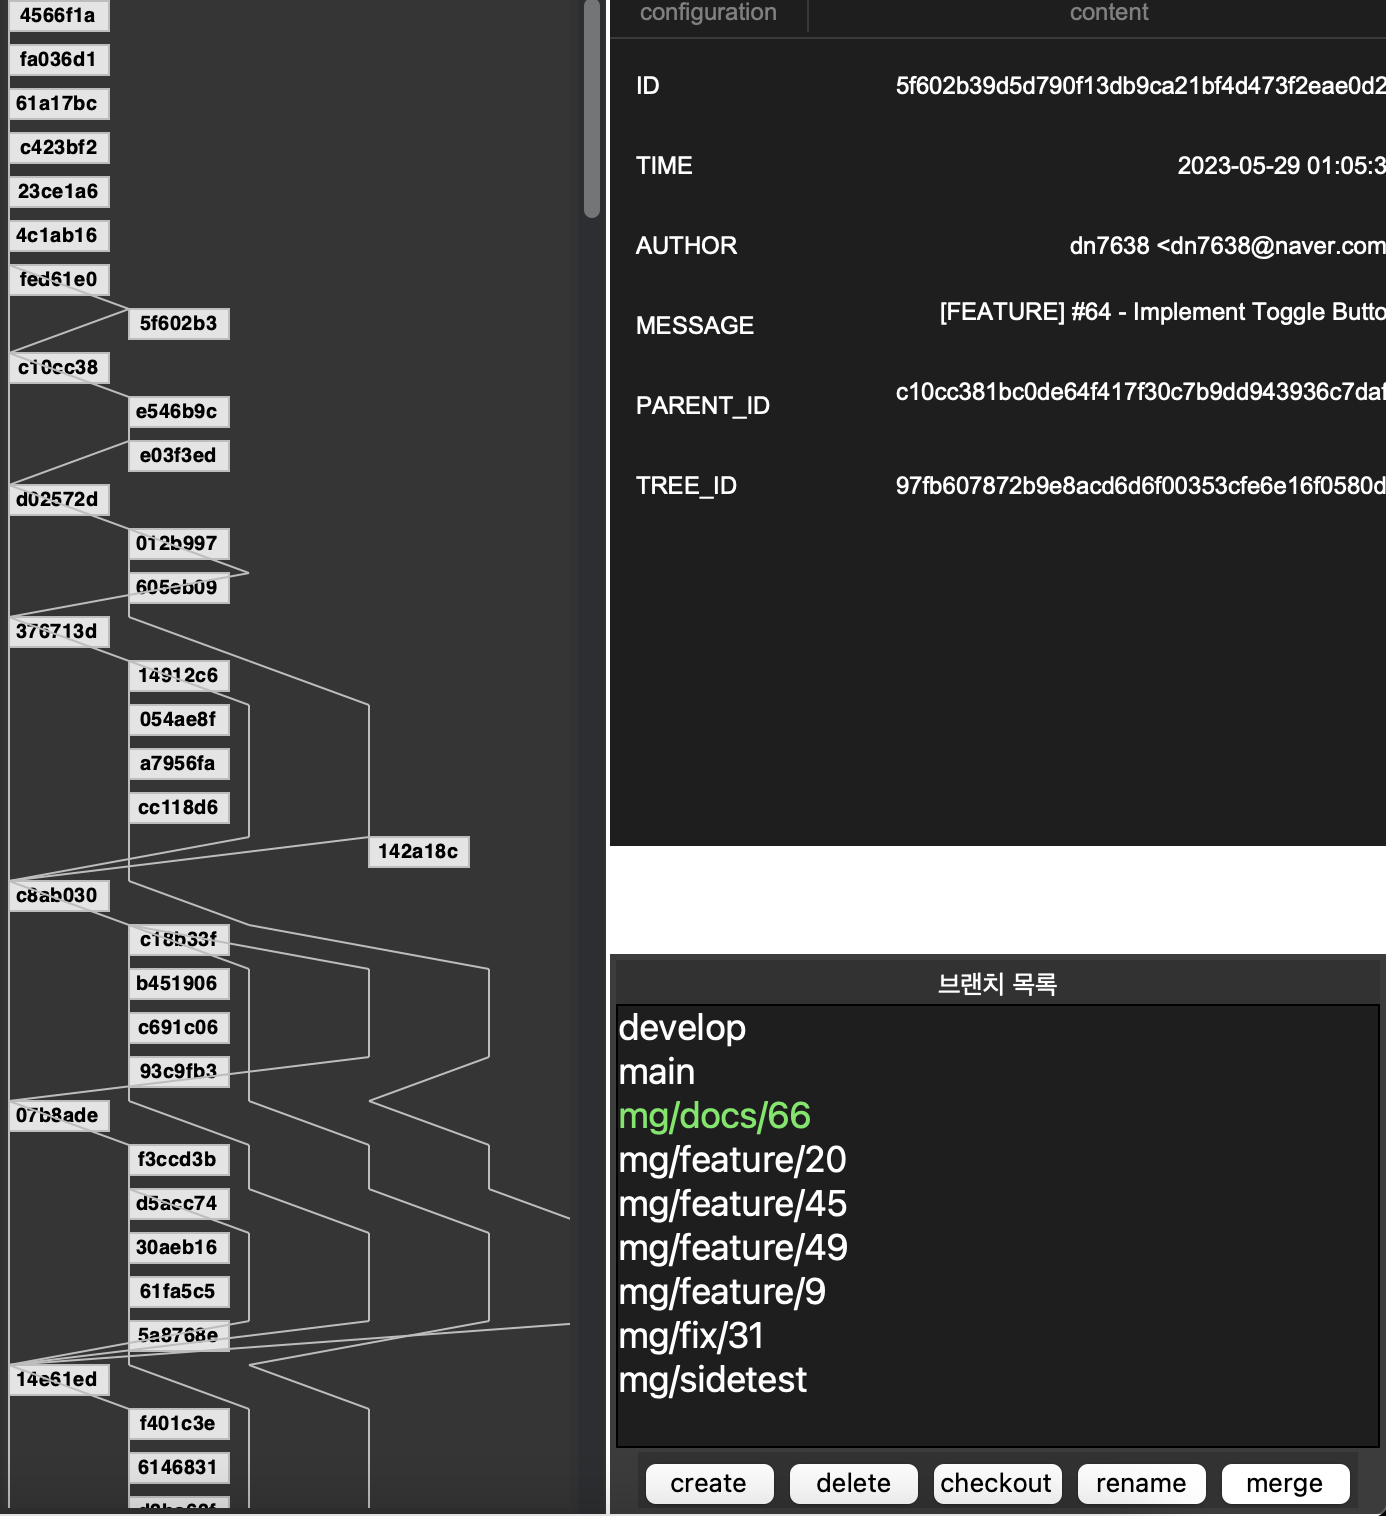 4566f1a
fa036d1
61a17bc
c423bf2
23ce1a6
4c1ab16
fed61e0
5f602b3
c10cc38
e546b9c
e03f3ed
d02572d
012b997
605eb09
376713d
14912c6
054ae8f
a7956fa
cc118d6
142a18c
c8ab030
c18b33f
b451906
c691c06
93c9fb3
07b8ade
f3ccd3b
d5acc74
30aeb16
61fa5c5
5a8768e
14e61ed
f401c3e
6146831
configuration content
ID 5f602b39d5d790f13db9ca21bf4d473f2eae0d2
TIME 2023-05-29 01:05:3
AUTHOR dn7638 <dn7638@naver.com
MESSAGE [FEATURE] #64 - Implement Toggle Butto
PARENT_ID c10cc381bc0de64f417f30c7b9dd943936c7daf
TREE_ID 97fb607872b9e8acd6d6f00353cfe6e16f0580d
브랜치 목록
develop
main
mg/docs/66
mg/feature/20
mg/feature/45
mg/feature/49
mg/feature/9
mg/fix/31
mg/sidetest
create delete checkout rename merge